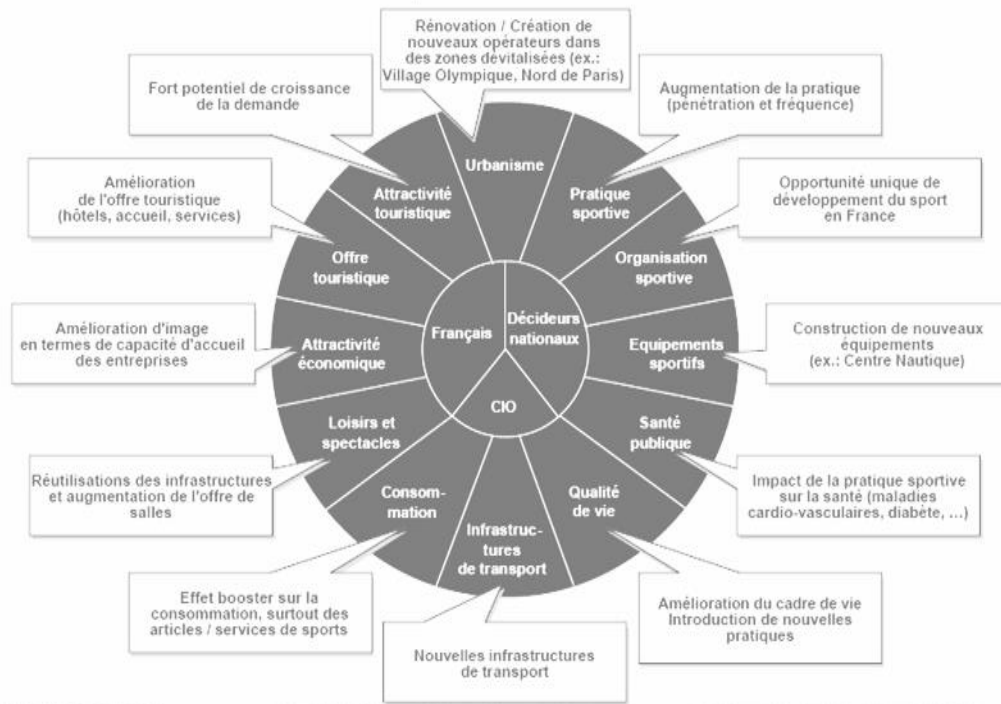 Rénovation / Création de
nouveaux opérateurs dans
des zones dévitalisées (ex.:
Village Olympique, Nord de Paris)
Fort potentiel de croissance
de la demande
Augmentation de la pratique
(pénétration et fréquence)
Urbanisme
Attractivité
touristique
Pratique
sportive
Amélioration
de l'offre touristique
(hôtels, accueil, services)
Opportunité unique de
développement du sport
en France
Offre
touristique
Organisation
sportive
Français
Décideurs
nationaux
Amélioration d'image
en termes de capacité d'accueil
des entreprises
Attractivité
économique
Equipements
sportifs
Construction de nouveaux
équipements
(ex.: Centre Nautique)
CIO
Loisirs et
spectacles
Santé
publique
Réutilisations des infrastructures
et augmentation de l'offre de
salles
Impact de la pratique sportive
sur la santé (maladies
cardio-vasculaires, diabète, ...)
Consom-
mation
Qualité
de vie
Infrastruc-
tures
de transport
Effet booster sur la
consommation, surtout des
articles / services de sports
Amélioration du cadre de vie
Introduction de nouvelles
pratiques
Nouvelles infrastructures
de transport